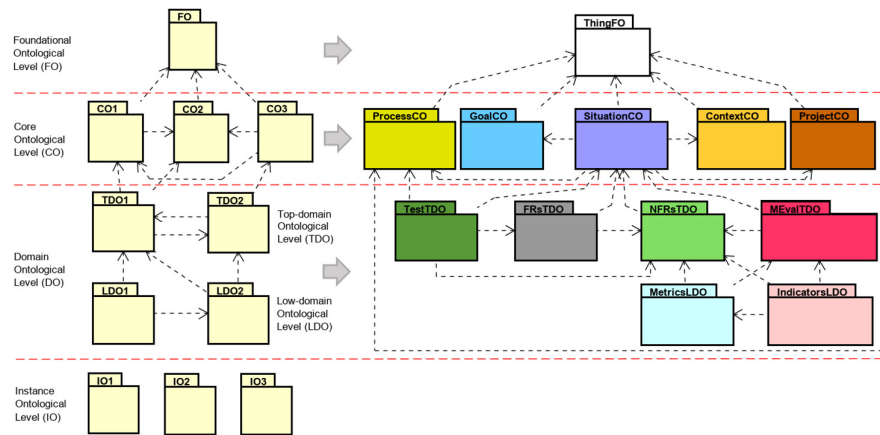 FO
ThingFO
Foundational
Ontological
Level (FO)
CO1
CO2
CO3
ProcessCO
GoalCO
SituationCO
ContextCO
ProjectCO
Core
Ontological
Level (CO)
TDO1
TDO2
TestTDO
FRsTDO
NFRsTDO
MEvalTDO
Top-domain
Ontological
Level (TDO)
Domain
Ontological
Level (DO)
LDO1
LDO2
MetricsLDO
IndicatorsLDO
Low-domain
Ontological
Level (LDO)
IO1
IO2
IO3
Instance
Ontological
Level (IO)